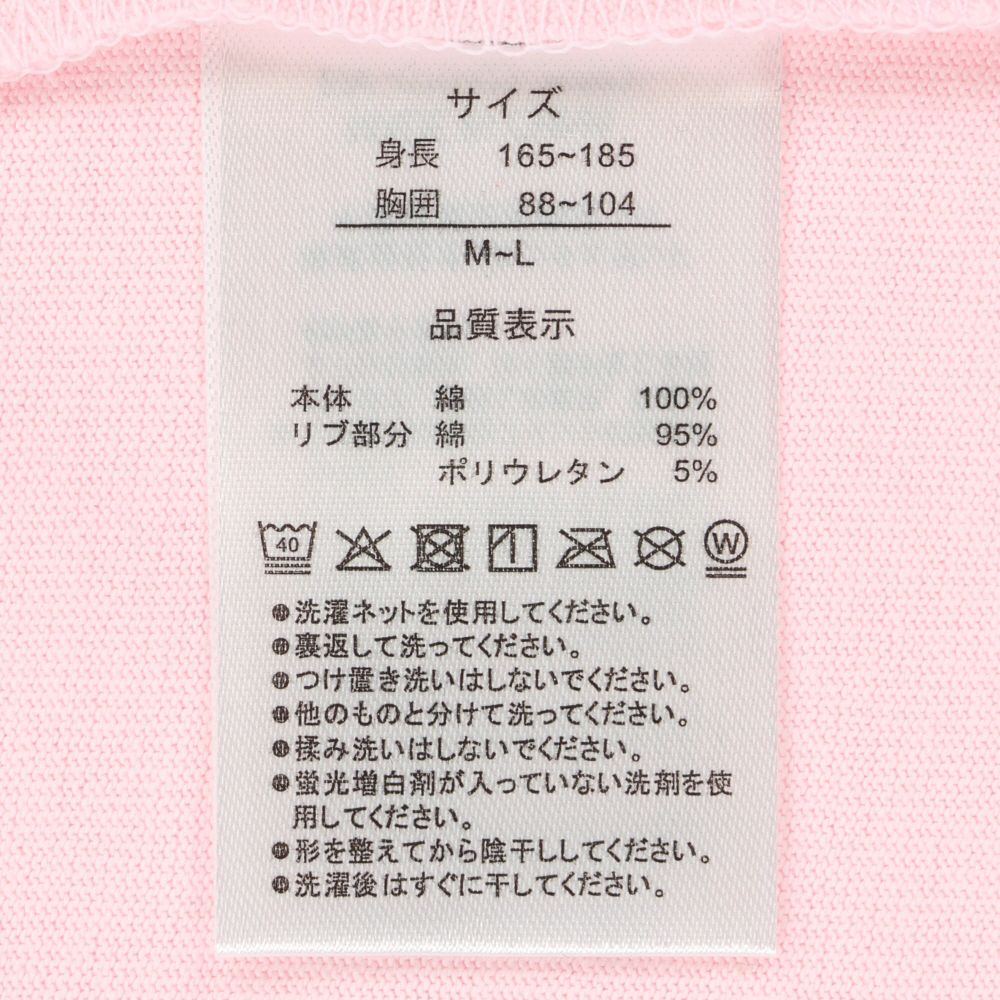 サイズ
身長 165~185
胸囲 88~104
M~L
品質表示
本体 綿 100%
リブ部分 綿 95%
ポリウレタン 5%
40 W
●洗濯ネットを使用してください。
●裏返して洗ってください。
●つけ置き洗いはしないでください。
●他のものと分けて洗ってください。
●揉み洗いはしないでください。
●蛍光増白剤が入っていない洗剤を使
用してください。
●形を整えてから陰干ししてください。
●洗濯後はすぐに干してください。